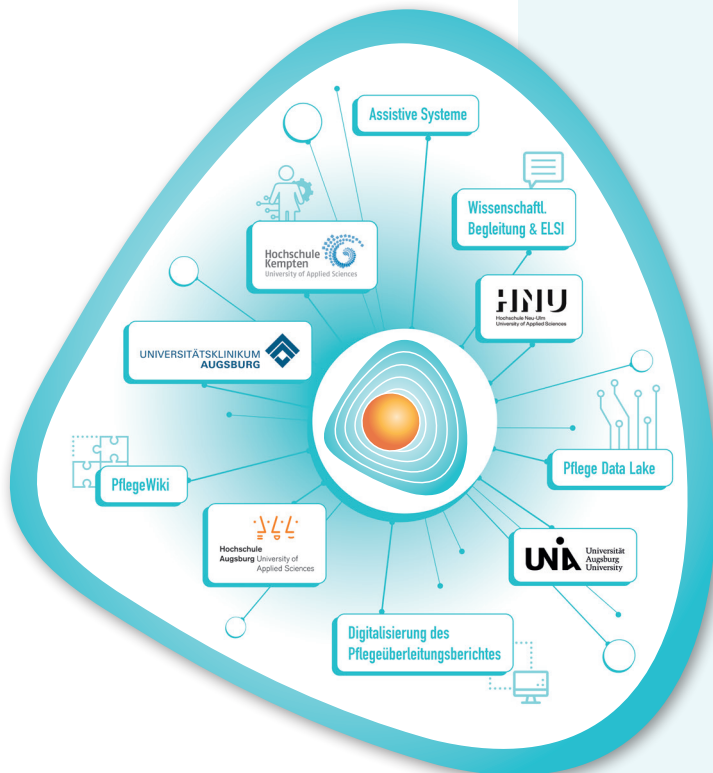 Assistive Systeme
Wissenschaftl.
Begleitung & ELSI
Hochschule
Kempten
University of Applied Sciences
HNU
Hochschule Neu-Ulm
University of Applied Sciences
UNIVERSITÄTSKLINIKUM
AUGSBURG
Pflege Data Lake
PflegeWiki
Hochschule
Augsburg University of
Applied Sciences
UNIA
Universität
Augsburg
University
Digitalisierung des
Pflegeüberleitungsberichtes